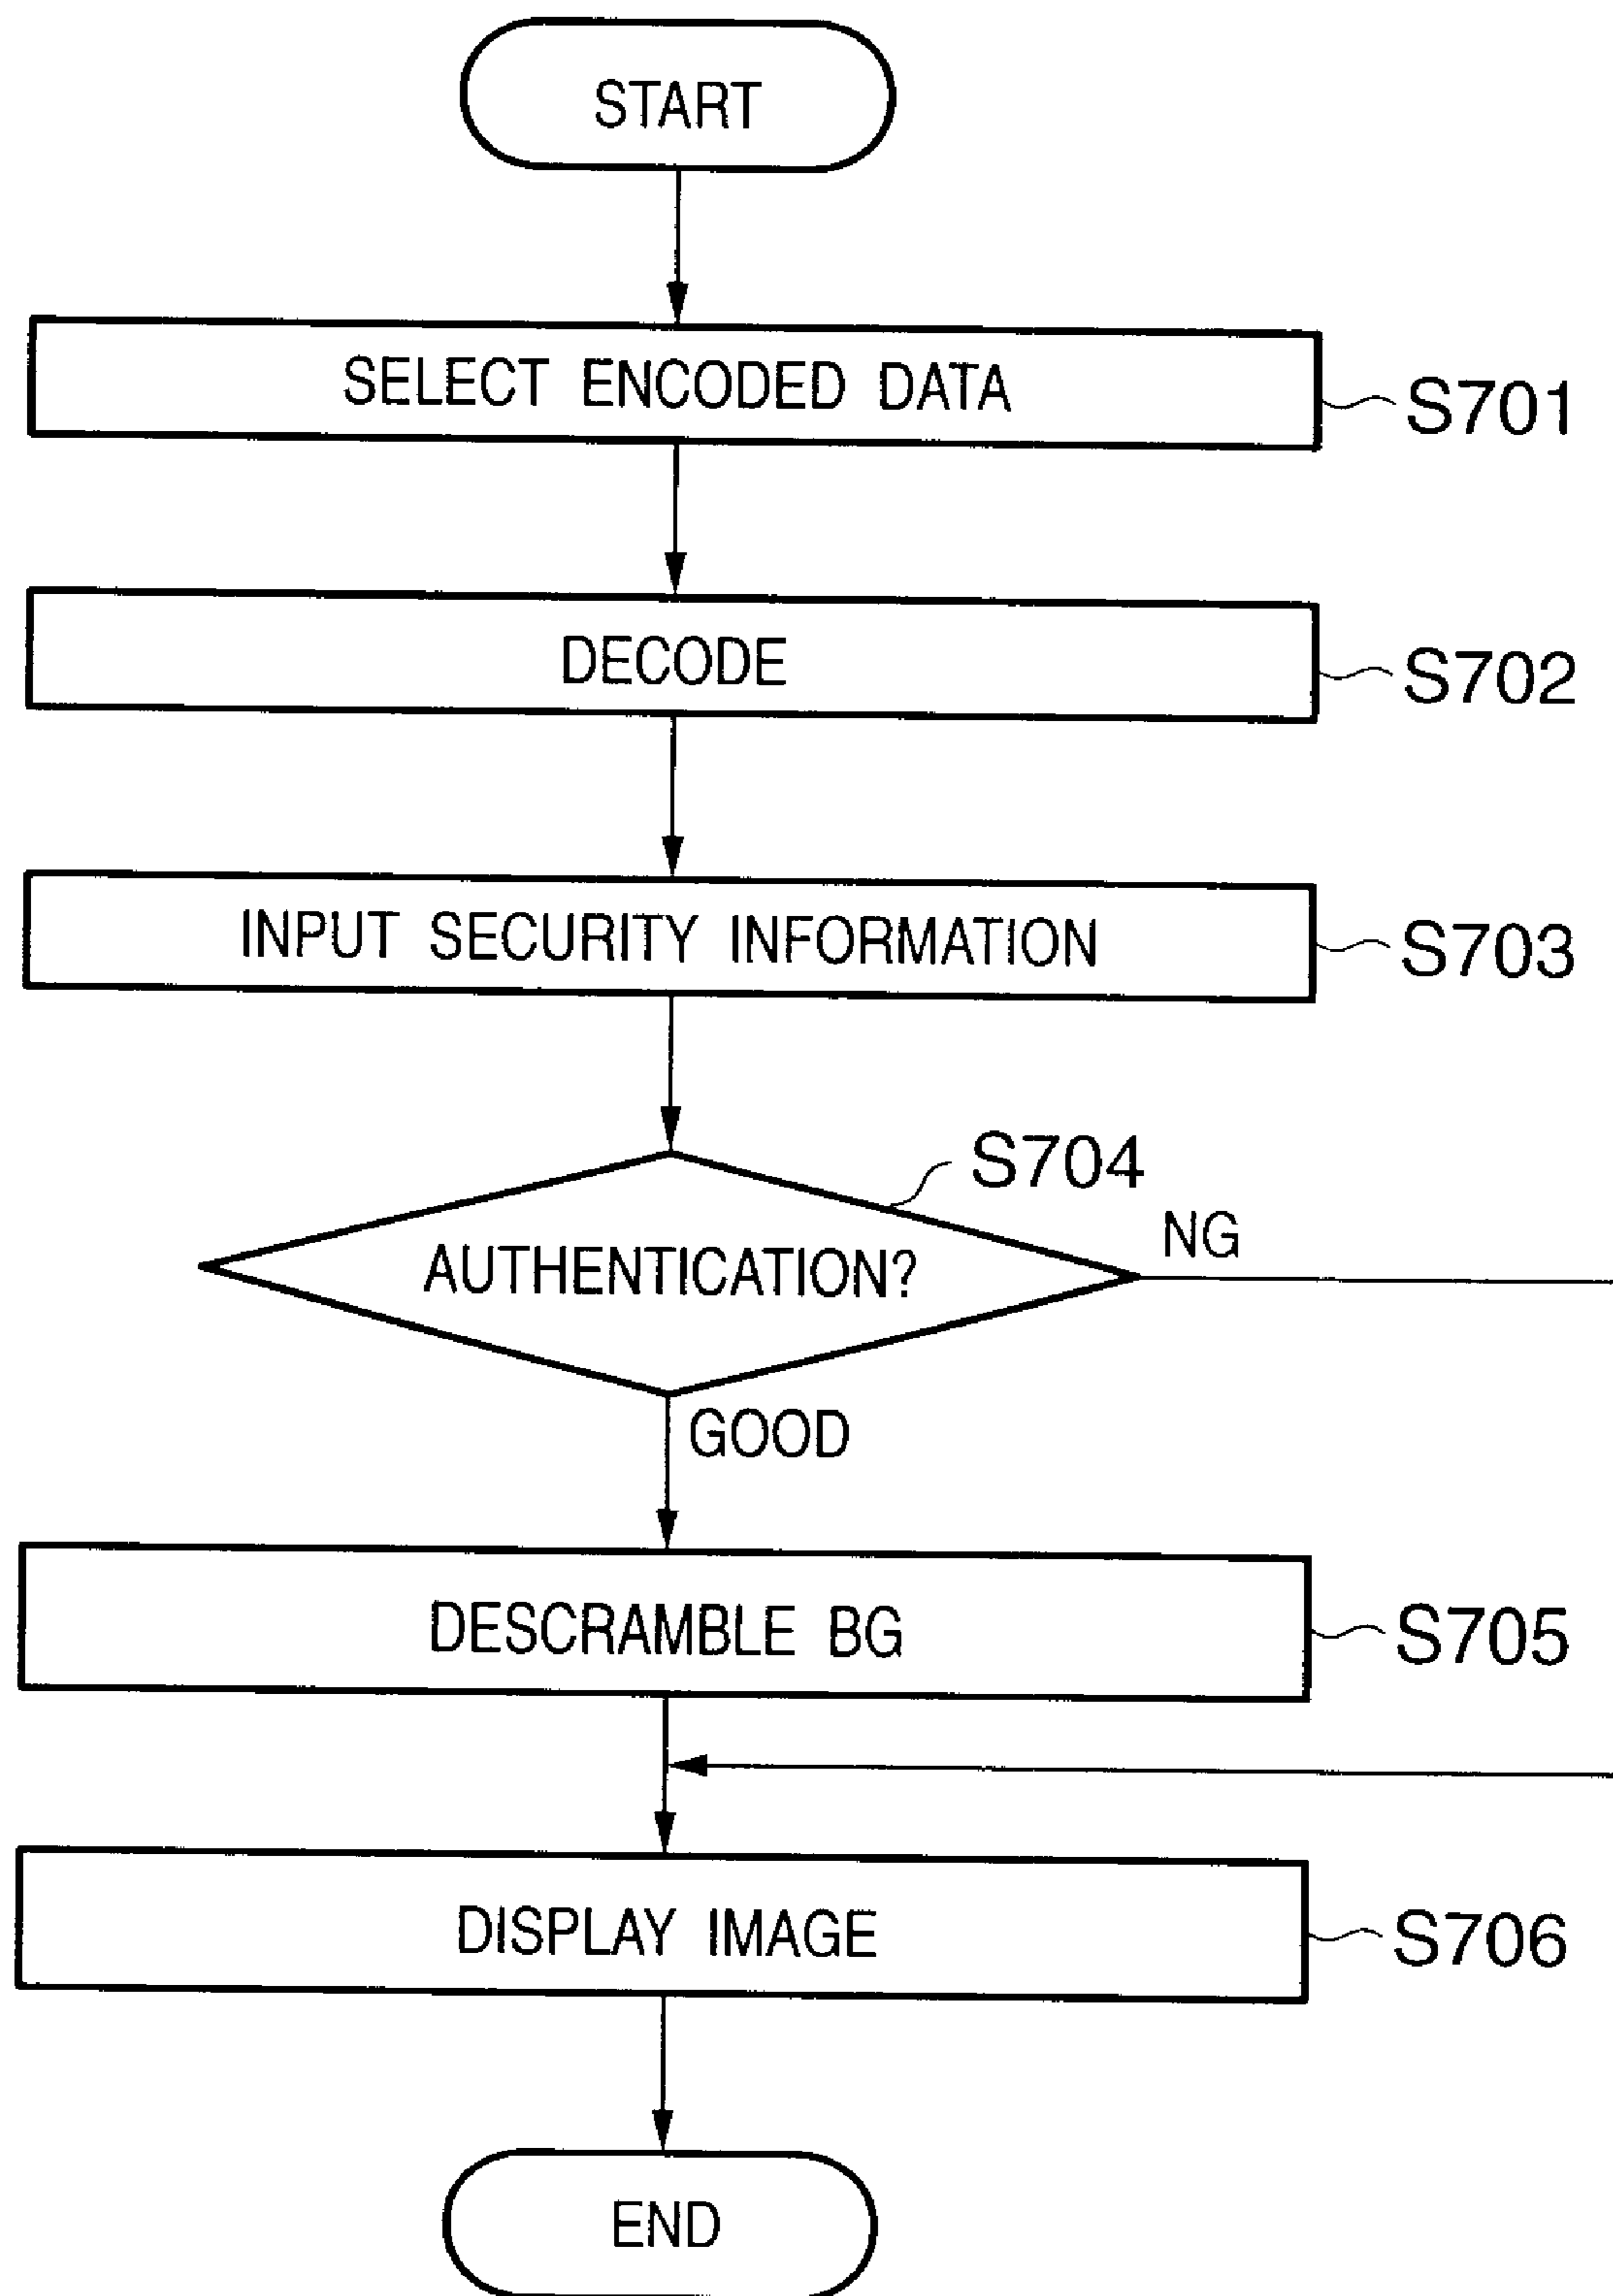 START
SELECT ENCODED DATA
S701
DECODE
S702
INPUT SECURITY INFORMATION
S703
S704
AUTHENTICATION?
NG
GOOD
DESCRAMBLE BG
S705
DISPLAY IMAGE
S706
END